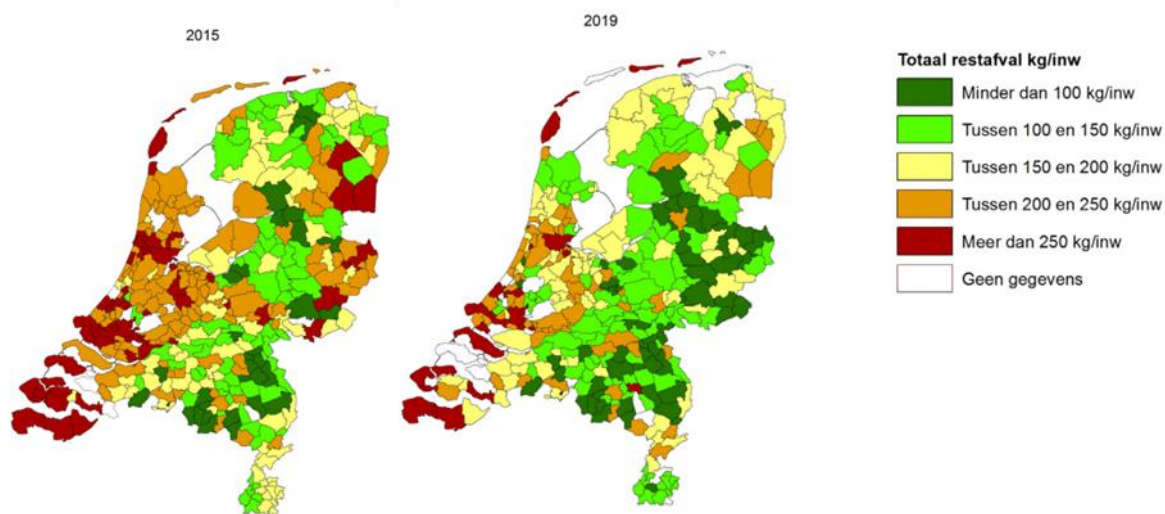 2015
2019
Totaal restafval kg/inw
Minder dan 100 kg/inw
Tussen 100 en 150 kg/inw
Tussen 150 en 200 kg/inw
Tussen 200 en 250 kg/inw
Meer dan 250 kg/inw
Geen gegevens